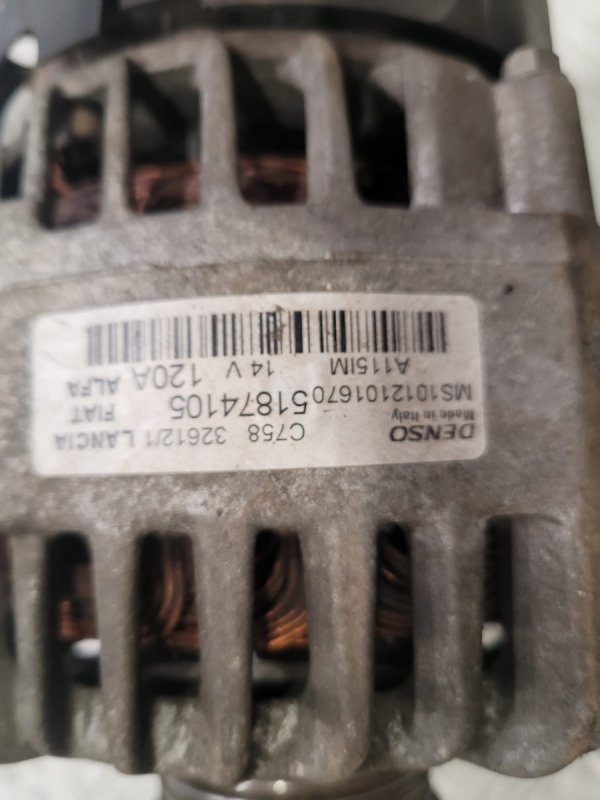 DENSO C758 32612/1 LANCIA
Made in Italy FIAT
MS1012101670 51874105
A115IM 14 V 120A ALFA